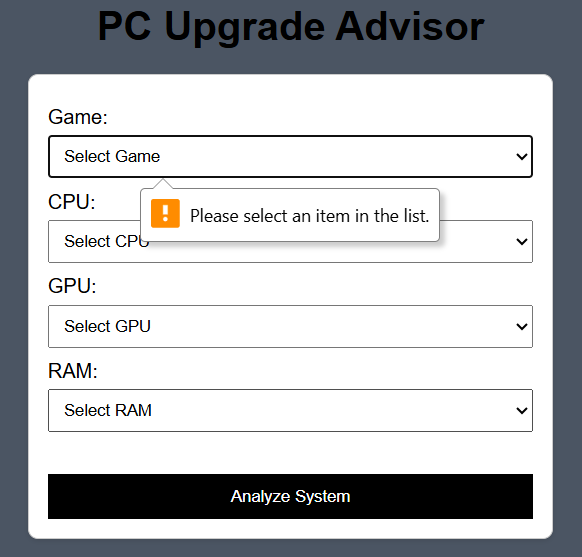 PC Upgrade Advisor
Game:
Select Game
Please select an item in the list.
CPU:
Select CPU
GPU:
Select GPU
RAM:
Select RAM
Analyze System